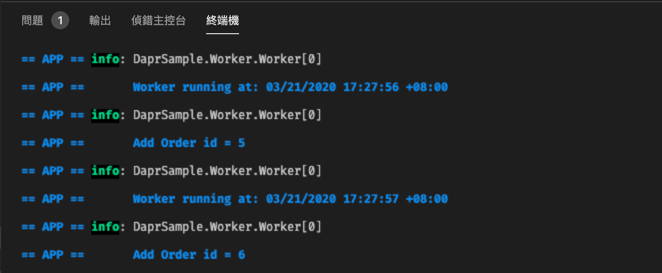 問題 1 輸出 偵錯主控台 終端機
== APP == info: DaprSample.Worker.Worker[0]
== APP == Worker running at: 03/21/2020 17:27:56 +08:00
== APP == info: DaprSample.Worker.Worker[0]
== APP == Add Order id = 5
== APP == info: DaprSample.Worker.Worker[0]
== APP == Worker running at: 03/21/2020 17:27:57 +08:00
== APP == info: DaprSample.Worker.Worker[0]
== APP == Add Order id = 6